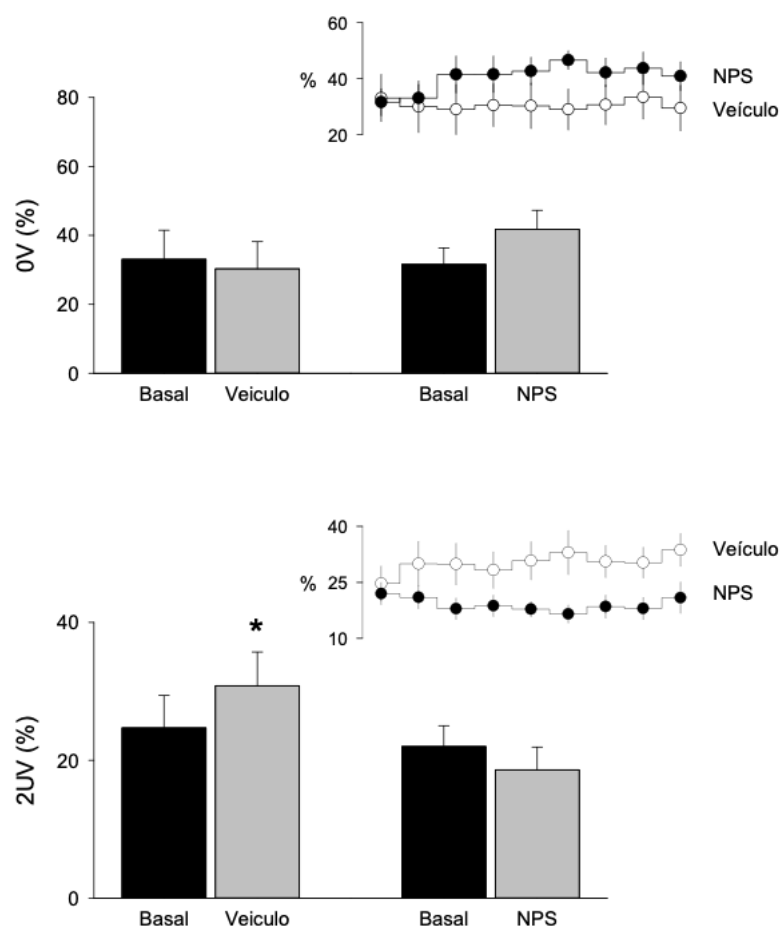 60
% 40 NPS
Veículo
20
80
60
40
20
0
0V (%)
Basal Veiculo Basal NPS
40
Veículo
% 25
NPS
10
40
*
20
0
2UV (%)
Basal Veiculo Basal NPS